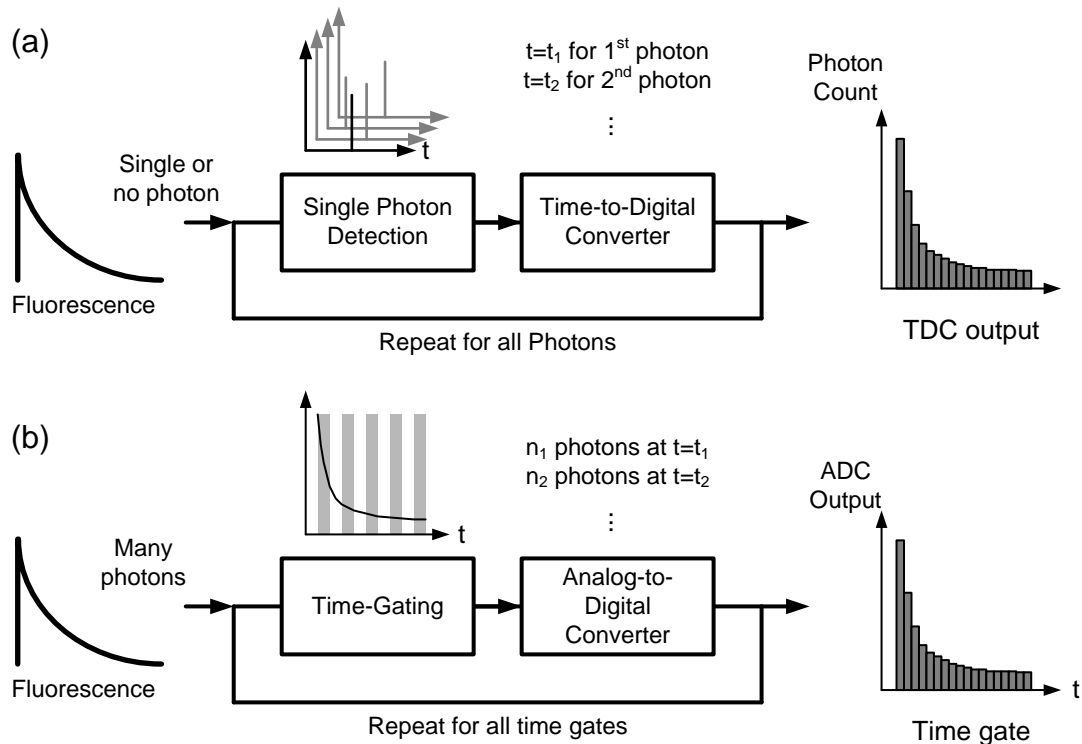 (a)
t=t₁ for 1ˢᵗ photon
t=t₂ for 2ⁿᵈ photon
⋮
Photon
Count
t
Single or
no photon
Single Photon
Detection
Time-to-Digital
Converter
Fluorescence
Repeat for all Photons
TDC output
(b)
n₁ photons at t=t₁
n₂ photons at t=t₂
⋮
ADC
Output
t
Many
photons
Time-Gating
Analog-to-
Digital
Converter
Fluorescence
Repeat for all time gates
t
Time gate